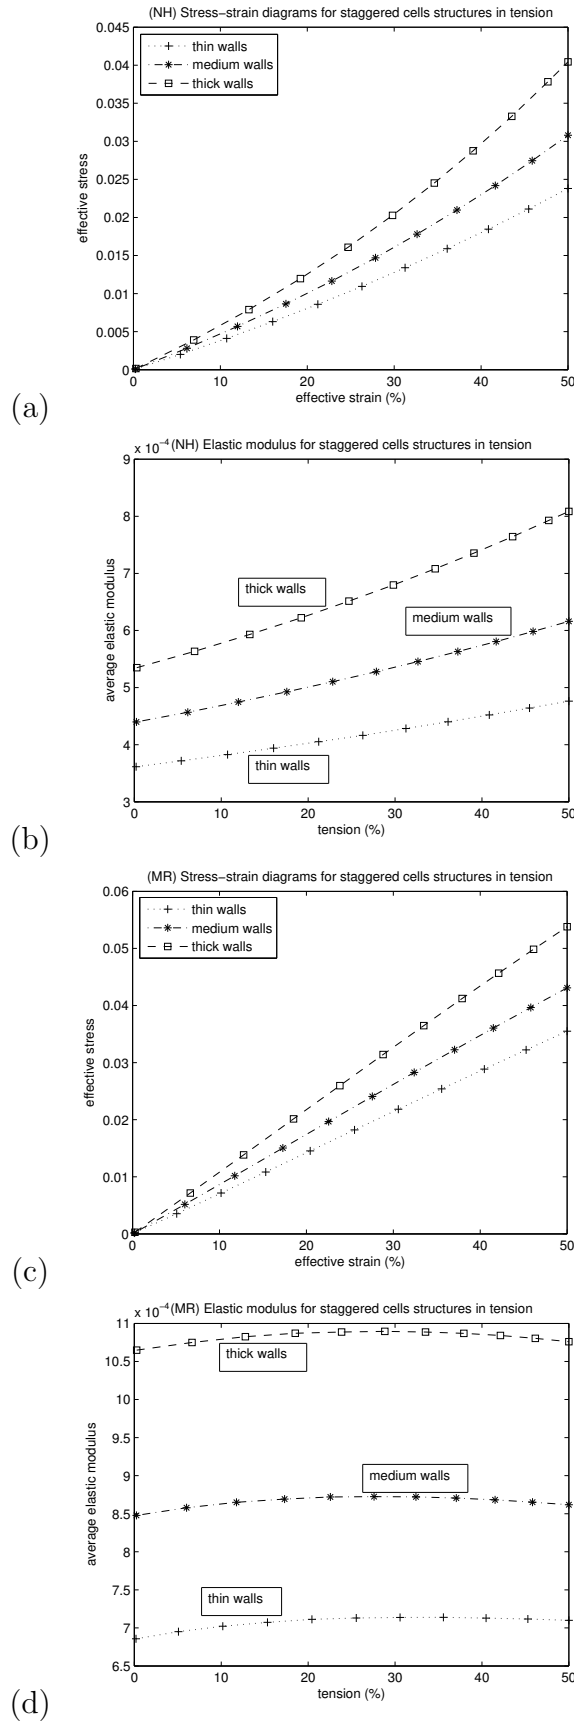 (NH) Stress−strain diagrams for staggered cells structures in tension
0.045
0.04
0.035
0.03
0.025
0.02
0.015
0.01
0.005
0
effective stress
thin walls
medium walls
thick walls
0 10 20 30 40 50
effective strain (%)
(a)
x 10⁻⁴ (NH) Elastic modulus for staggered cells structures in tension
9
8
7
6
5
4
3
average elastic modulus
thick walls
medium walls
thin walls
0 10 20 30 40 50
tension (%)
(b)
(MR) Stress−strain diagrams for staggered cells structures in tension
0.06
0.05
0.04
0.03
0.02
0.01
0
effective stress
thin walls
medium walls
thick walls
0 10 20 30 40 50
effective strain (%)
(c)
x 10⁻⁴ (MR) Elastic modulus for staggered cells structures in tension
11
10.5
10
9.5
9
8.5
8
7.5
7
6.5
average elastic modulus
thick walls
medium walls
thin walls
0 10 20 30 40 50
tension (%)
(d)